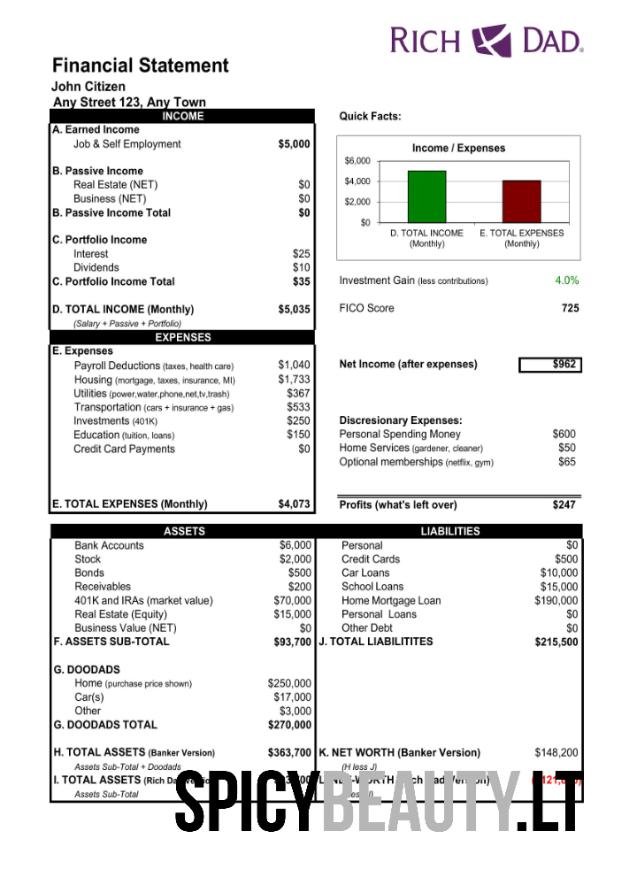 RICH DAD.
Financial Statement
John Citizen
Any Street 123, Any Town
INCOME
A. Earned Income
Job & Self Employment $5,000
B. Passive Income
Real Estate (NET) $0
Business (NET) $0
B. Passive Income Total $0
C. Portfolio Income
Interest $25
Dividends $10
C. Portfolio Income Total $35
D. TOTAL INCOME (Monthly) $5,035
(Salary + Passive + Portfolio)
Quick Facts:
Income / Expenses
$6,000
$4,000
$2,000
$0
D. TOTAL INCOME E. TOTAL EXPENSES
(Monthly) (Monthly)
Investment Gain (less contributions) 4.0%
FICO Score 725
EXPENSES
E. Expenses
Payroll Deductions (taxes, health care) $1,040
Housing (mortgage, taxes, insurance, MI) $1,733
Utilities (power,water,phone,net,tv,trash) $367
Transportation (cars + insurance + gas) $533
Investments (401K) $250
Education (tuition, loans) $150
Credit Card Payments $0
E. TOTAL EXPENSES (Monthly) $4,073
Net Income (after expenses) $962
Discresionary Expenses:
Personal Spending Money $600
Home Services (gardener, cleaner) $50
Optional memberships (netflix, gym) $65
Profits (what's left over) $247
ASSETS
Bank Accounts $6,000
Stock $2,000
Bonds $500
Receivables $200
401K and IRAs (market value) $70,000
Real Estate (Equity) $15,000
Business Value (NET) $0
F. ASSETS SUB-TOTAL $93,700
G. DOODADS
Home (purchase price shown) $250,000
Car(s) $17,000
Other $3,000
G. DOODADS TOTAL $270,000
H. TOTAL ASSETS (Banker Version) $363,700
Assets Sub-Total + Doodads
I. TOTAL ASSETS (Rich Dad
Assets Sub-Total
LIABILITIES
Personal $0
Credit Cards $500
Car Loans $10,000
School Loans $15,000
Home Mortgage Loan $190,000
Personal Loans $0
Other Debt $0
J. TOTAL LIABILITITES $215,500
K. NET WORTH (Banker Version) $148,200
(H less J)
SPICYBEAUTY.LT